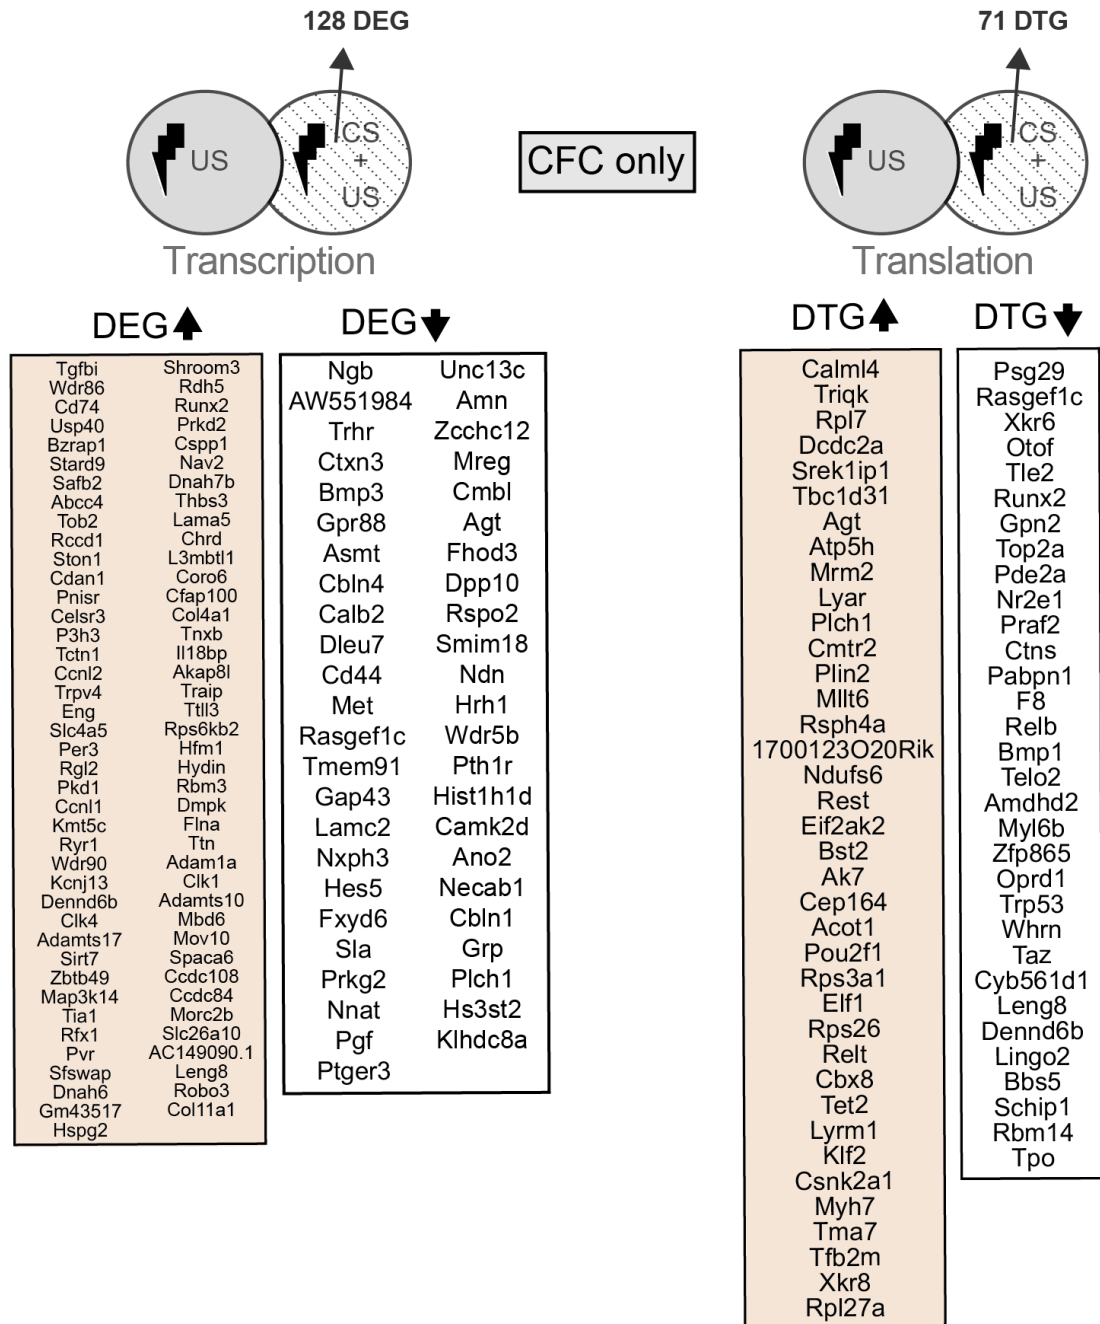 128 DEG
71 DTG
US
CS
+
US
CFC only
US
CS
+
US
Transcription
Translation
DEG
DEG
DTG
DTG
Tgfbi
Wdr86
Cd74
Usp40
Bzrap1
Stard9
Safb2
Abcc4
Tob2
Rccd1
Ston1
Cdan1
Pnisr
Celsr3
P3h3
Tctn1
Ccnl2
Trpv4
Eng
Slc4a5
Per3
Rgl2
Pkd1
Ccnl1
Kmt5c
Ryr1
Wdr90
Kcnj13
Dennd6b
Clk4
Adamts17
Sirt7
Zbtb49
Map3k14
Tia1
Rfx1
Pvr
Sfswap
Dnah6
Gm43517
Hspg2
Shroom3
Rdh5
Runx2
Prkd2
Cspp1
Nav2
Dnah7b
Thbs3
Lama5
Chrd
L3mbtl1
Coro6
Cfap100
Col4a1
Tnxb
Il18bp
Akap8l
Traip
Ttll3
Rps6kb2
Hfm1
Hydin
Rbm3
Dmpk
Flna
Ttn
Adam1a
Clk1
Adamts10
Mbd6
Mov10
Spaca6
Ccdc108
Ccdc84
Morc2b
Slc26a10
AC149090.1
Leng8
Robo3
Col11a1
Ngb
AW551984
Trhr
Ctxn3
Bmp3
Gpr88
Asmt
Cbln4
Calb2
Dleu7
Cd44
Met
Rasgef1c
Tmem91
Gap43
Lamc2
Nxph3
Hes5
Fxyd6
Sla
Prkg2
Nnat
Pgf
Ptger3
Unc13c
Amn
Zcchc12
Mreg
Cmbl
Agt
Fhod3
Dpp10
Rspo2
Smim18
Ndn
Hrh1
Wdr5b
Pth1r
Hist1h1d
Camk2d
Ano2
Necab1
Cbln1
Grp
Plch1
Hs3st2
Klhdc8a
Calml4
Triqk
Rpl7
Dcdc2a
Srek1ip1
Tbc1d31
Agt
Atp5h
Mrm2
Lyar
Plch1
Cmtr2
Plin2
Mllt6
Rsph4a
1700123O20Rik
Ndufs6
Rest
Eif2ak2
Bst2
Ak7
Cep164
Acot1
Pou2f1
Rps3a1
Elf1
Rps26
Relt
Cbx8
Tet2
Lyrm1
Klf2
Csnk2a1
Myh7
Tma7
Tfb2m
Xkr8
Rpl27a
Psg29
Rasgef1c
Xkr6
Otof
Tle2
Runx2
Gpn2
Top2a
Pde2a
Nr2e1
Praf2
Ctns
Pabpn1
F8
Relb
Bmp1
Telo2
Amdhd2
Myl6b
Zfp865
Oprd1
Trp53
Whrn
Taz
Cyb561d1
Leng8
Dennd6b
Lingo2
Bbs5
Schip1
Rbm14
Tpo